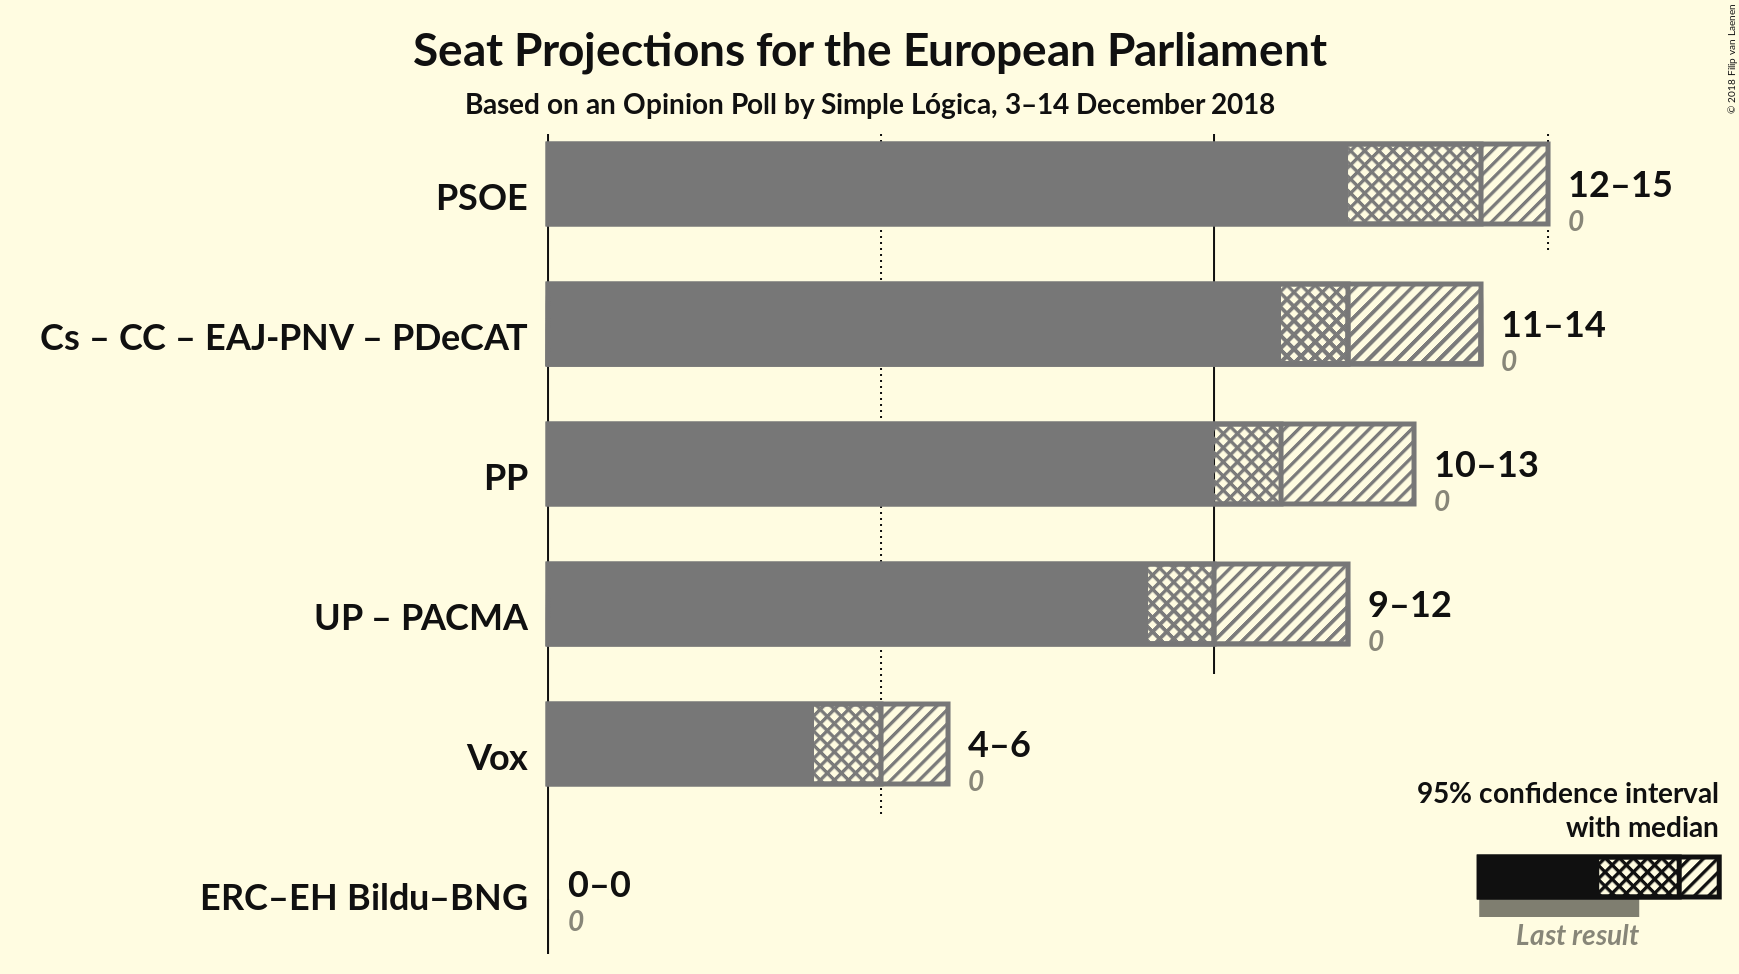 Seat Projections for the European Parliament
Based on an Opinion Poll by Simple Lógica, 3–14 December 2018
© 2018 Filip van Laenen
PSOE
12–15
0
Cs – CC – EAJ-PNV – PDeCAT
11–14
0
PP
10–13
0
UP – PACMA
9–12
0
Vox
4–6
0
ERC–EH Bildu–BNG
0–0
0
95% confidence interval
with median
Last result